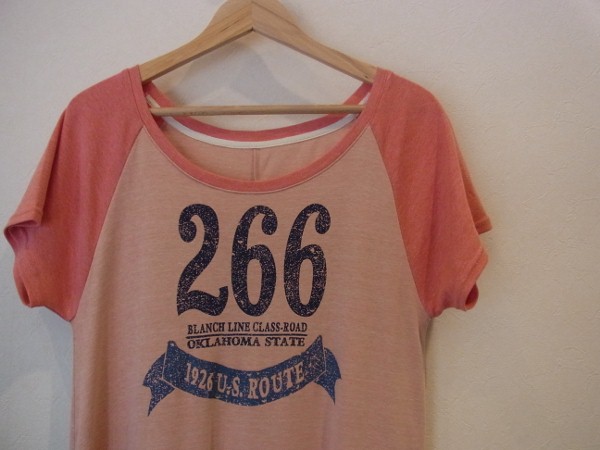 266
BLANCH LINE CLASS-ROAD
OKLAHOMA STATE
1926 U.S. ROUTE